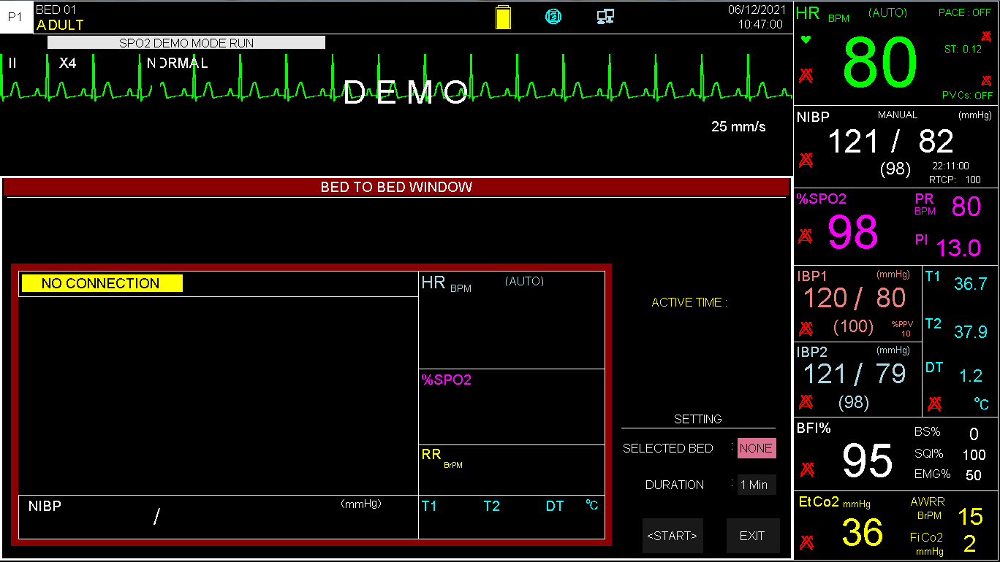 P1
BED 01
ADULT
06/12/2021
10:47:00
SPO2 DEMO MODE RUN
II X4 NORMAL
DEMO
25 mm/s
HR BPM (AUTO) PACE : OFF
80
ST: 0.12
PVCs: OFF
NIBP MANUAL (mmHg)
121 / 82
(98)
22:11:00
RTCP: 100
%SPO2
98
PR
BPM
80
PI 13.0
IBP1 (mmHg)
120 / 80
(100)
%PPV
10
T1 36.7
T2 37.9
IBP2 (mmHg)
121 / 79
(98)
DT 1.2
°C
BFI%
95
BS% 0
SQI% 100
EMG% 50
EtCo2 mmHg
36
AWRR
BrPM
15
FiCo2
mmHg
2
BED TO BED WINDOW
NO CONNECTION
HR BPM (AUTO)
%SPO2
RR BrPM
NIBP / (mmHg)
T1 T2 DT °C
ACTIVE TIME :
SETTING
SELECTED BED : NONE
DURATION : 1 Min
<START> EXIT